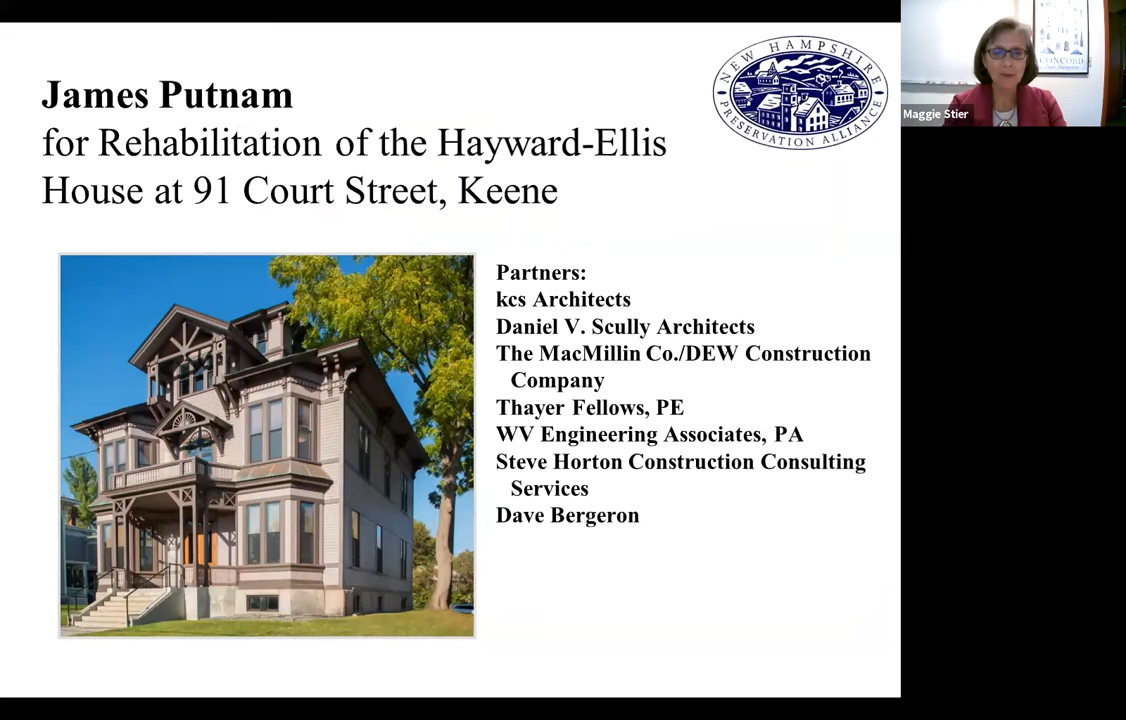 James Putnam
for Rehabilitation of the Hayward-Ellis
House at 91 Court Street, Keene
NEW HAMPSHIRE
PRESERVATION ALLIANCE
Maggie Stier
CONCORD
Partners:
kcs Architects
Daniel V. Scully Architects
The MacMillin Co./DEW Construction
Company
Thayer Fellows, PE
WV Engineering Associates, PA
Steve Horton Construction Consulting
Services
Dave Bergeron